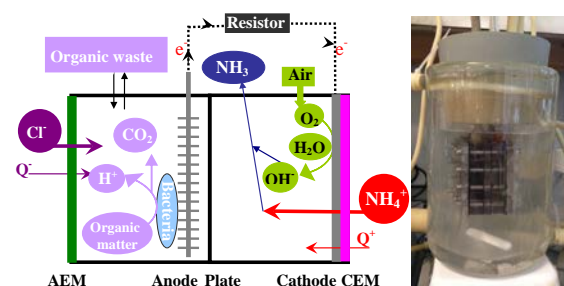 Resistor
e-
e-
Organic waste
NH3
Air
Cl-
CO2
O2
H2O
Q-
H+
OH-
Bacteria
NH4+
Organic
matter
Q+
AEM
Anode Plate
Cathode CEM